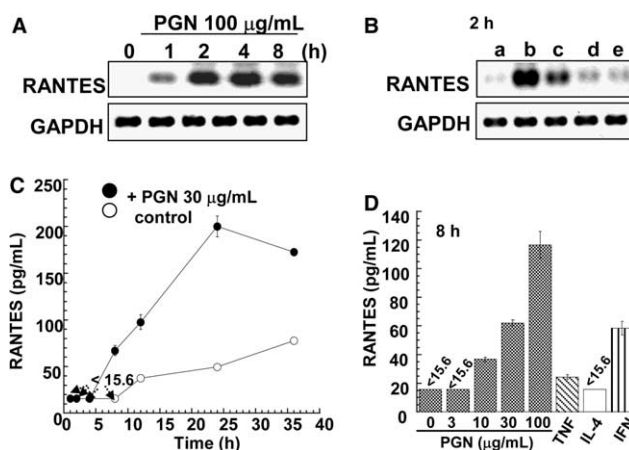 A
PGN 100 μg/mL
0 1 2 4 8 (h)
RANTES
GAPDH
B
2 h
a b c d e
RANTES
GAPDH
C
+ PGN 30 μg/mL
control
RANTES (pg/mL)
250
200
150
100
50
0
< 15.6
0 5 10 15 20 25 30 35 40
Time (h)
D
8 h
RANTES (pg/mL)
140
120
100
80
60
40
20
0
<15.6 <15.6 <15.6
0 3 10 30 100 TNF IL-4 IFN
PGN (μg/mL)